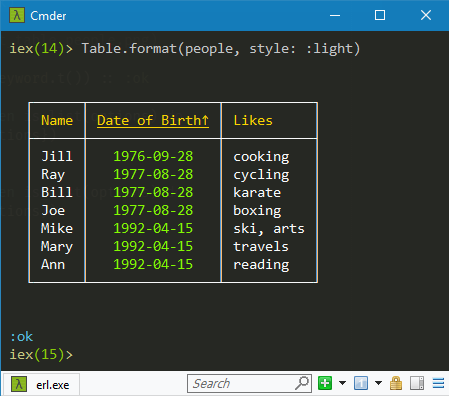 Cmder
iex(14)> Table.format(people, style: :light)
Name Date of Birth↑ Likes
Jill 1976-09-28 cooking
Ray 1977-08-28 cycling
Bill 1977-08-28 karate
Joe 1977-08-28 boxing
Mike 1992-04-15 ski, arts
Mary 1992-04-15 travels
Ann 1992-04-15 reading
:ok
iex(15)>
λ erl.exe Search 1